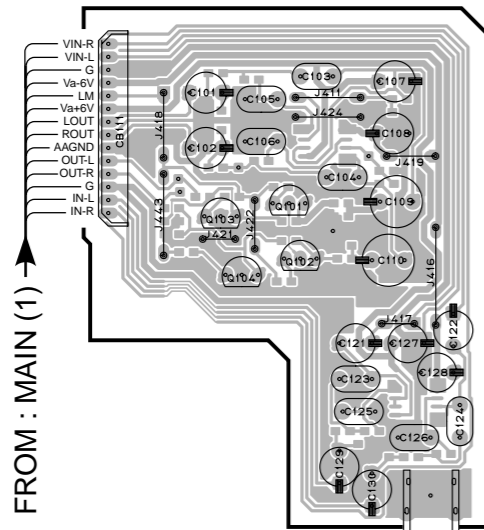 VIN-R
VIN-L
G
Va-6V
LM
Va+6V
LOUT
ROUT
AAGND
OUT-L
OUT-R
G
IN-L
IN-R
FROM : MAIN (1)
CB111
C101
C102
C103
C105
C106
C107
C108
J411
J424
J418
J419
C104
C109
C110
J443
Q103
J421
J422
Q101
Q102
Q104
J416
J417
C121
C127
C122
C128
C123
C125
C124
C126
C129
C130